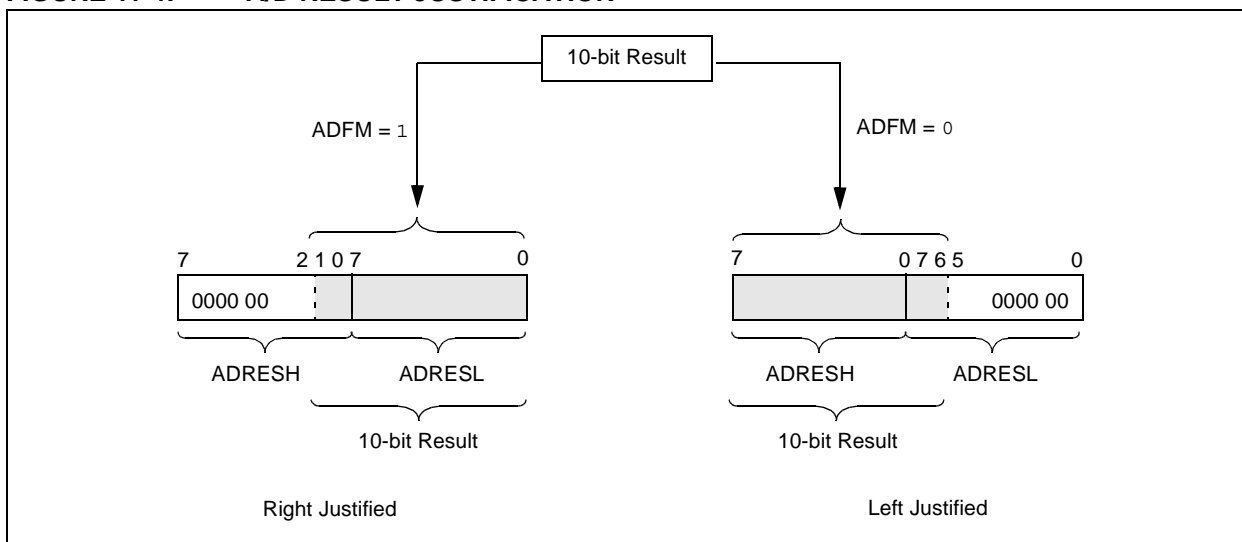 10-bit Result
ADFM = 1
ADFM = 0
7 2 1 0 7 0
0000 00
ADRESH ADRESL
10-bit Result
Right Justified
7 0 7 6 5 0
0000 00
ADRESH ADRESL
10-bit Result
Left Justified